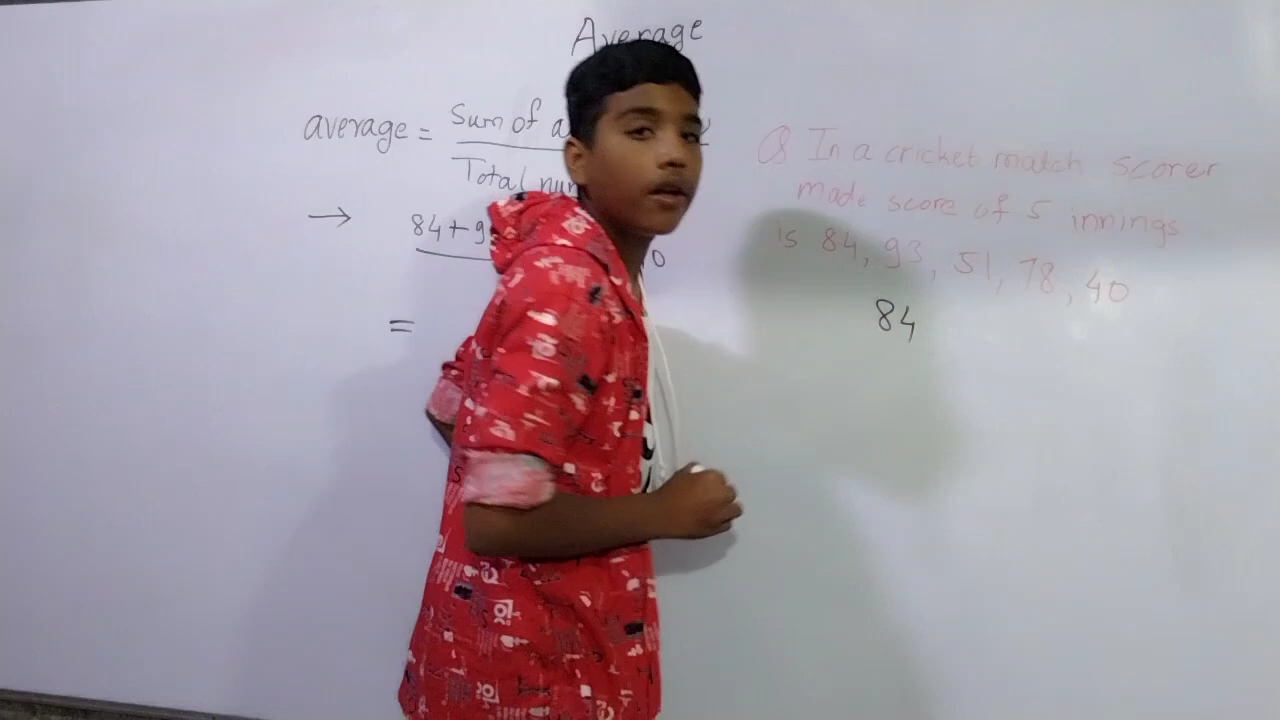 Average
average = Sum of a
Total num
→ 84+9 0
=
Q In a cricket match scorer
made score of 5 innings
is 84, 93, 51, 78, 40
84